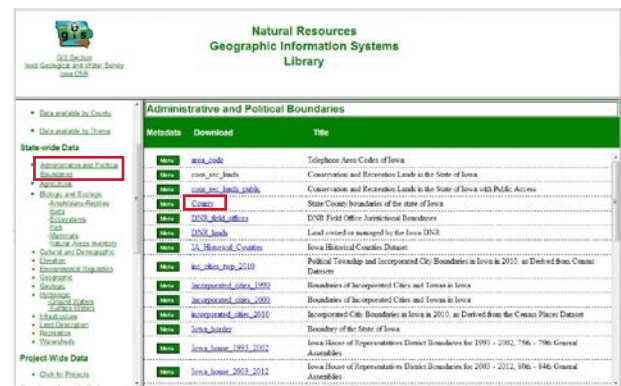 gis
GIS Section
Iowa Geological and Water Survey
Iowa DNR
Natural Resources
Geographic Information Systems
Library
Data available by County
Data available by Theme
State-wide Data
Administrative and Political
Boundaries
Agriculture
Biologic and Ecologic
-Amphibians-Reptiles
-Birds
-Ecosystems
-Fish
-Mammals
-Natural Areas Inventory
Cultural and Demographic
Elevation
Environmental Regulation
Geographic
Geologic
Hydrologic
-Ground Waters
-Surface Waters
Infrastructure
Land Description
Recreation
Watersheds
Project-Wide Data
Click for Projects
Administrative and Political Boundaries
Metadata Download Title
Meta area_code Telephone Area Codes of Iowa
Meta cons_rec_lands Conservation and Recreation Lands in the State of Iowa
Meta cons_rec_lands_public Conservation and Recreation Lands in the State of Iowa with Public Access
Meta County State County boundaries of the state of Iowa
Meta DNR_field_offices DNR Field Office Jurisdictional Boundaries
Meta DNR_lands Land owned or managed by the Iowa DNR
Meta IA_Historical_Counties Iowa Historical Counties Dataset
Meta inc_cities_twp_2010 Political Township and Incorporated City Boundaries in Iowa in 2010, as Derived from Census
Datasets
Meta Incorporated_cities_1990 Boundaries of Incorporated Cities and Towns in Iowa
Meta Incorporated_cities_2000 Boundaries of Incorporated Cities and Towns in Iowa
Meta incorporated_cities_2010 Incorporated City Boundaries in Iowa in 2010, as Derived from the Census Places Dataset
Meta Iowa_border Boundary of the State of Iowa
Meta Iowa_house_1993_2002 Iowa House of Representatives District Boundaries for 1993 - 2002, 75th - 79th General
Assemblies
Meta Iowa_house_2003_2012 Iowa House of Representatives District Boundaries for 2003 - 2012, 80th - 84th General
Assemblies